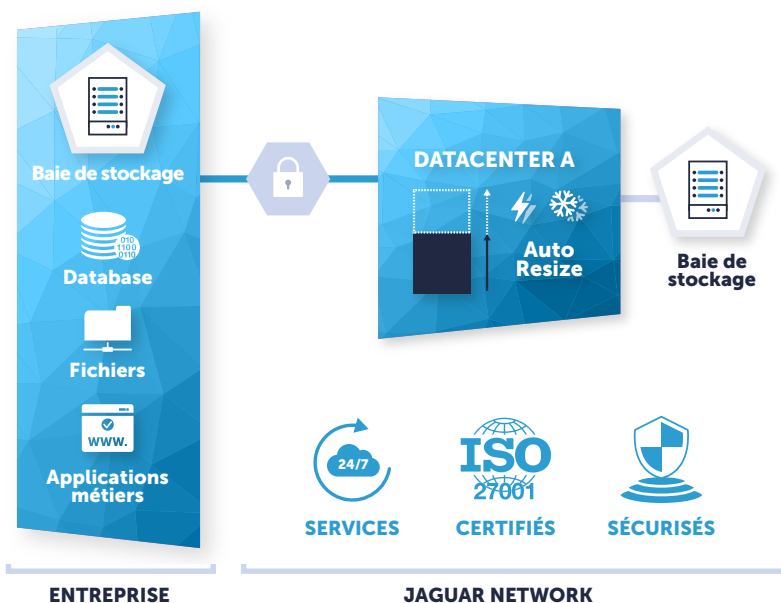 Baie de stockage
Database
010
1100
0110
Fichiers
www.
Applications
métiers
ENTREPRISE
DATACENTER A
Auto
Resize
Baie de
stockage
24/7
SERVICES
ISO
27001
CERTIFIÉS
SÉCURISÉS
JAGUAR NETWORK